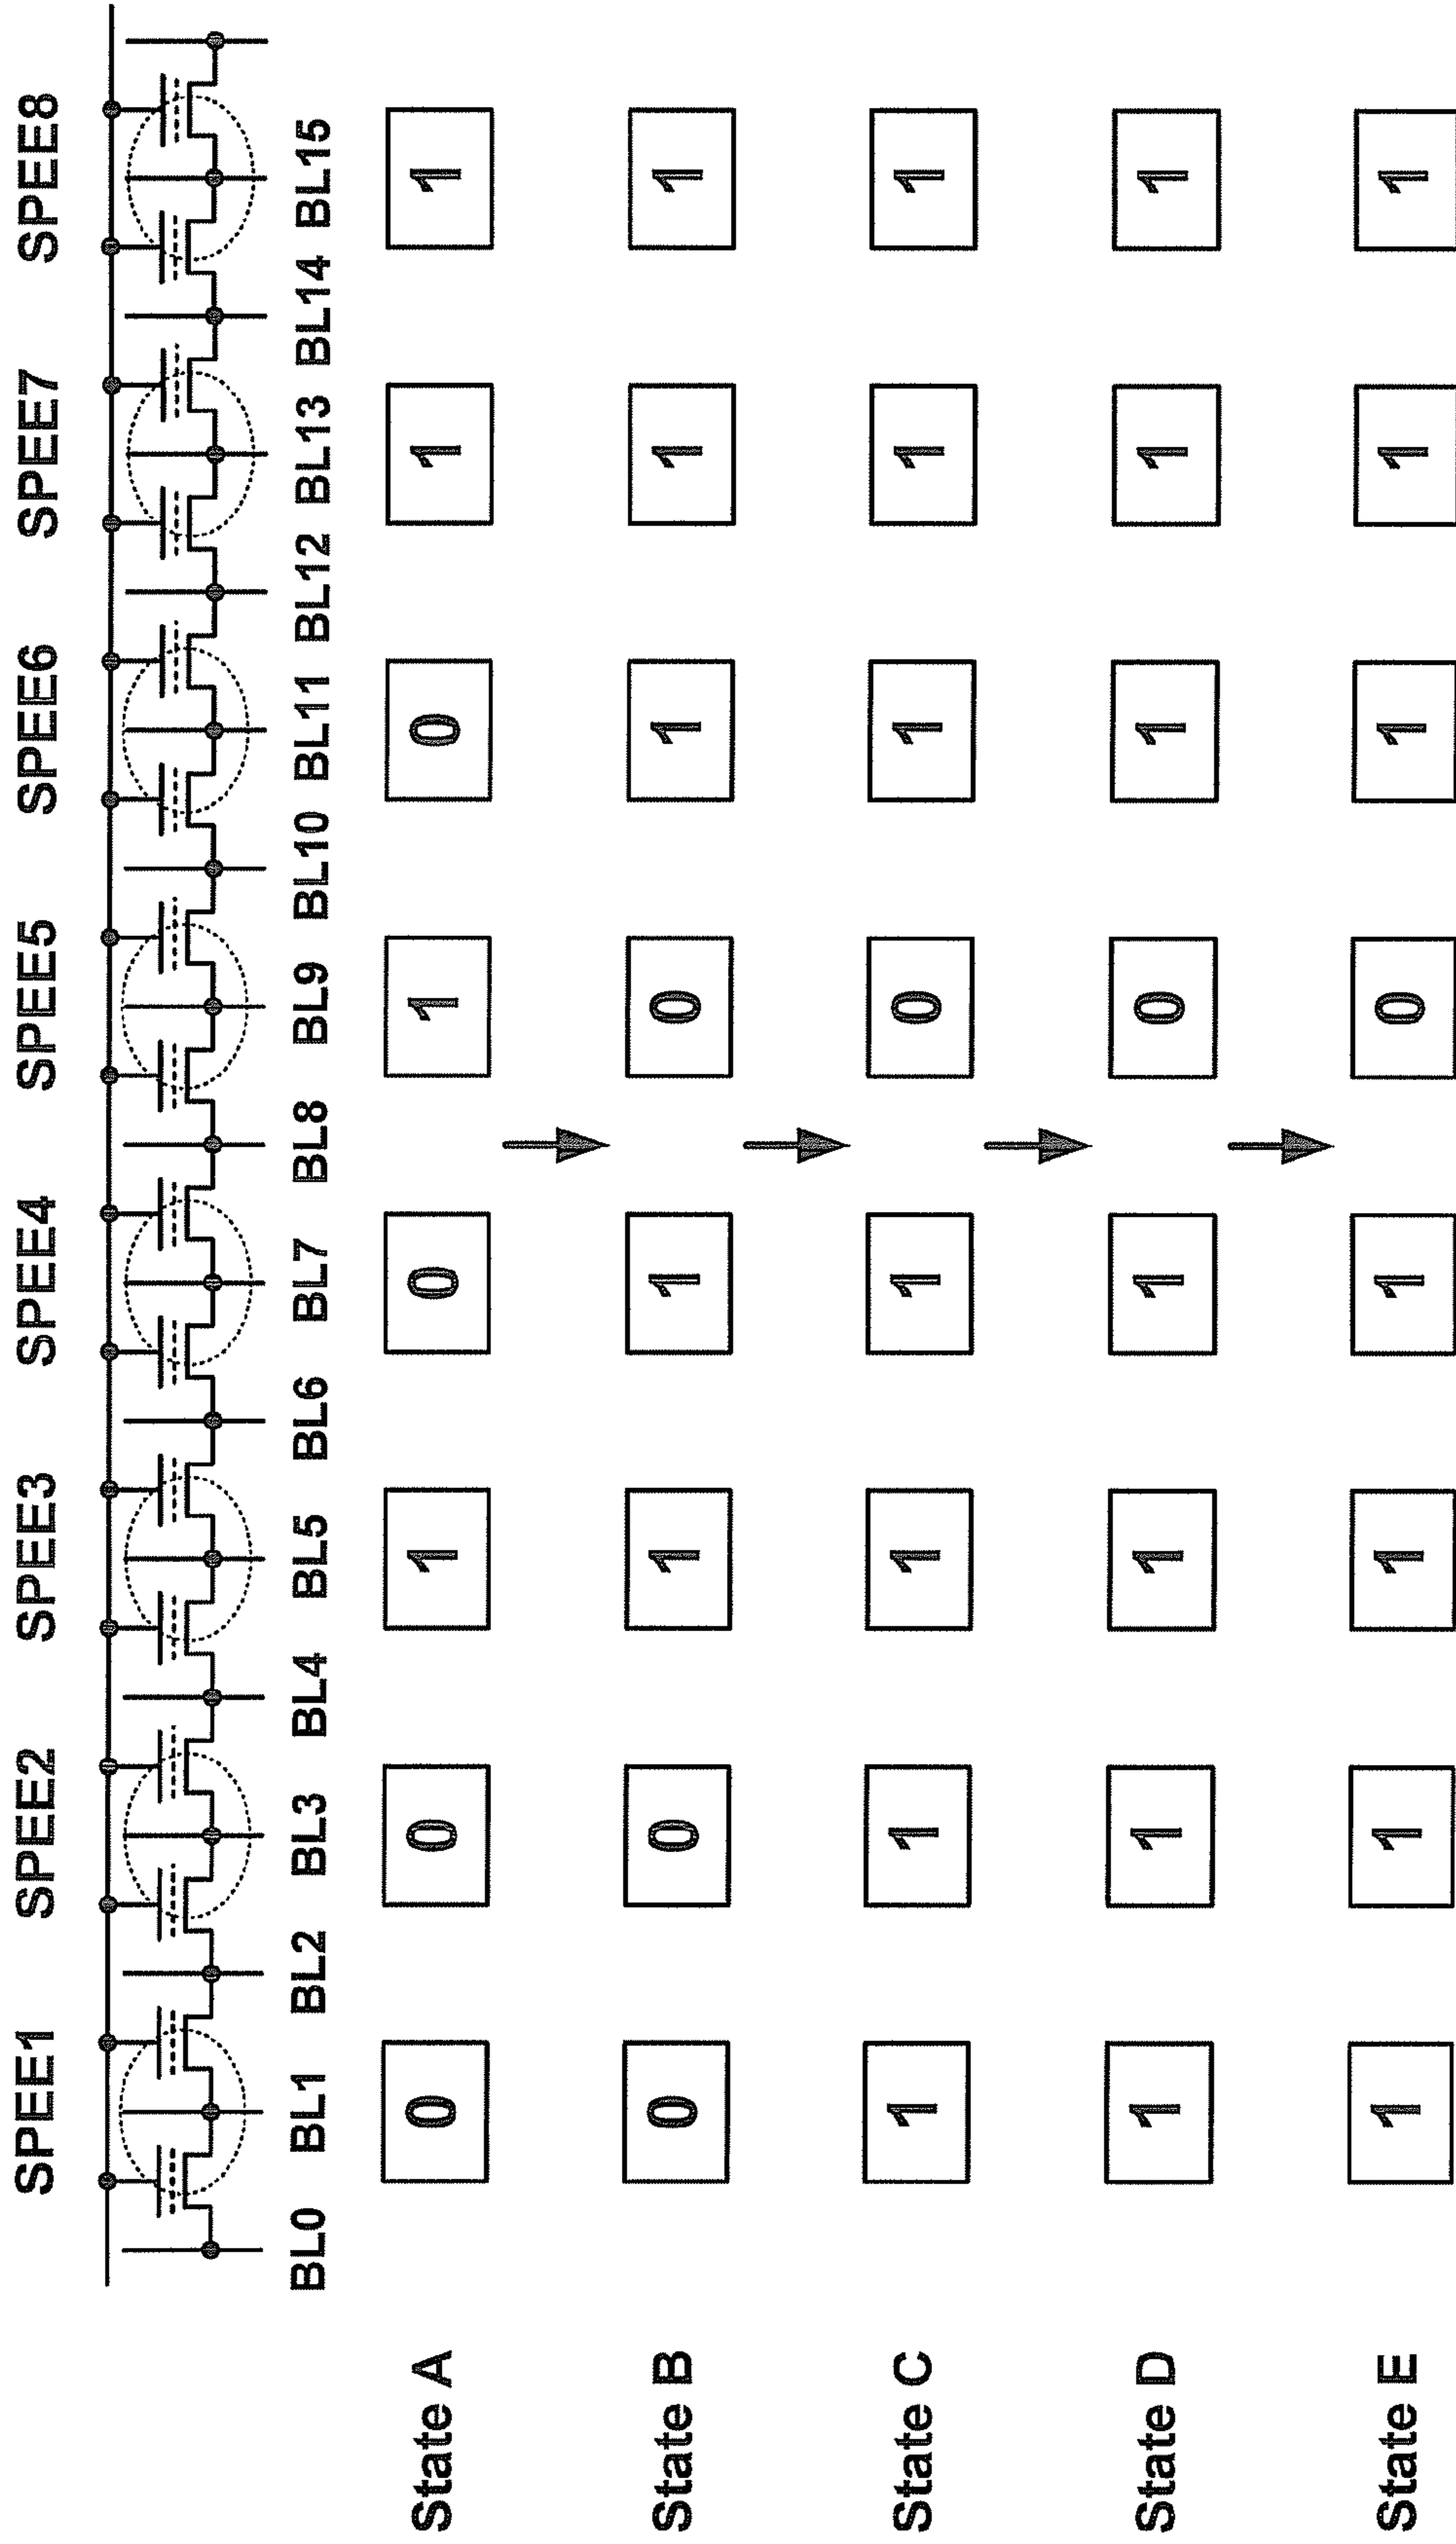 SPEE1 SPEE2 SPEE3 SPEE4 SPEE5 SPEE6 SPEE7 SPEE8
BL0 BL1 BL2 BL3 BL4 BL5 BL6 BL7 BL8 BL9 BL10 BL11 BL12 BL13 BL14 BL15
State A 0 0 1 0 1 0 1 1
State B 0 0 1 1 0 1 1 1
State C 1 1 1 1 0 1 1 1
State D 1 1 1 1 0 1 1 1
State E 1 1 1 1 0 1 1 1